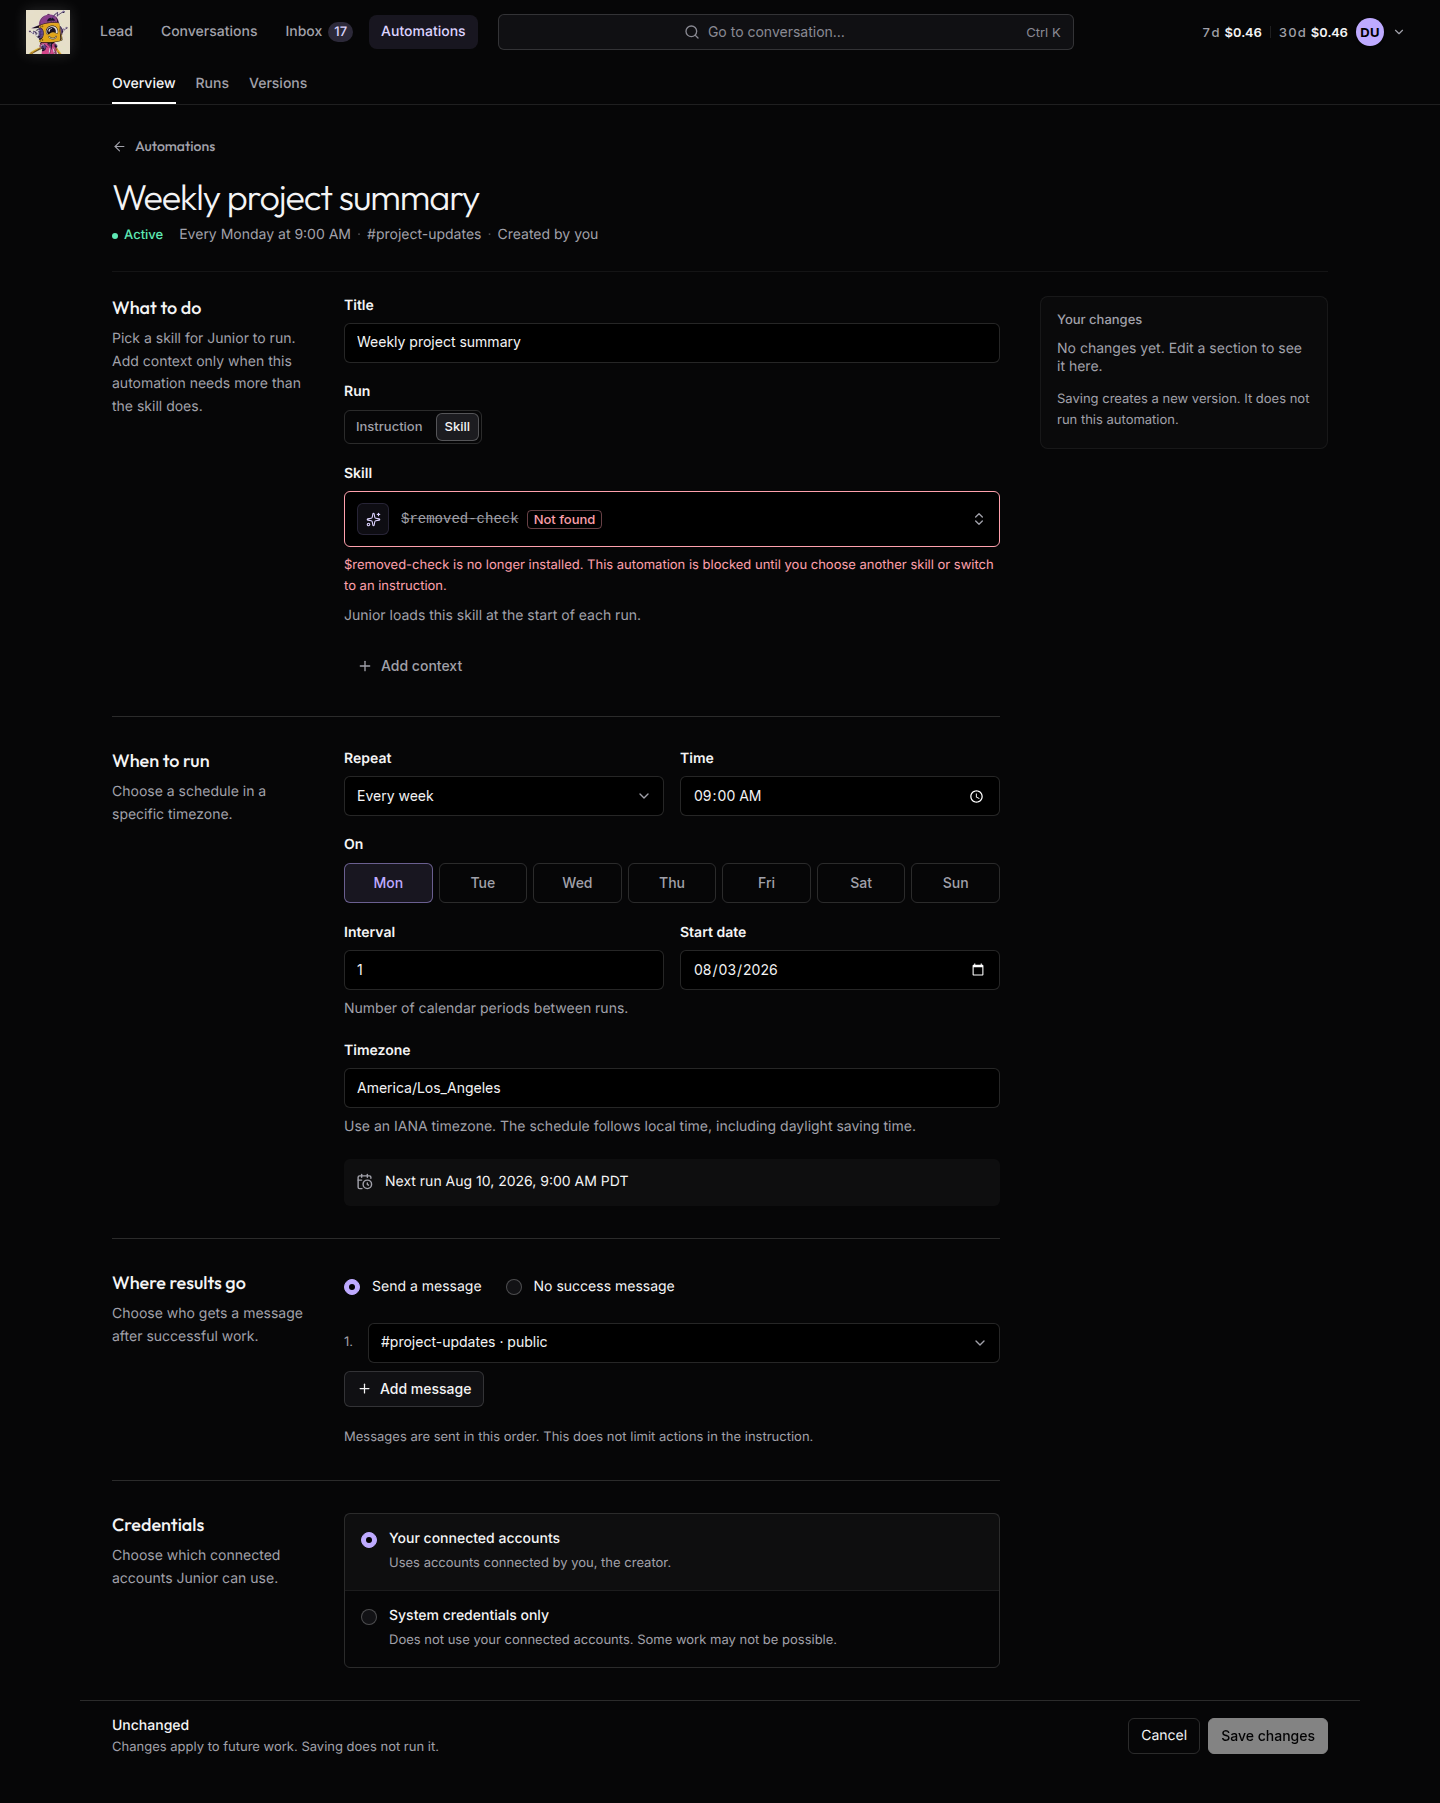 Lead
Conversations
Inbox 17
Automations
Go to conversation...
Ctrl K
7d $0.46
30d $0.46
DU
Overview
Runs
Versions
Automations
Weekly project summary
Active
Every Monday at 9:00 AM · #project-updates · Created by you
What to do
Pick a skill for Junior to run.
Add context only when this
automation needs more than
the skill does.
Title
Weekly project summary
Run
Instruction
Skill
Skill
$removed-check
Not found
$removed-check is no longer installed. This automation is blocked until you choose another skill or switch
to an instruction.
Junior loads this skill at the start of each run.
Add context
Your changes
No changes yet. Edit a section to see
it here.
Saving creates a new version. It does not
run this automation.
When to run
Choose a schedule in a
specific timezone.
Repeat
Every week
Time
09:00 AM
On
Mon
Tue
Wed
Thu
Fri
Sat
Sun
Interval
1
Start date
08/03/2026
Number of calendar periods between runs.
Timezone
America/Los_Angeles
Use an IANA timezone. The schedule follows local time, including daylight saving time.
Next run Aug 10, 2026, 9:00 AM PDT
Where results go
Choose who gets a message
after successful work.
Send a message
No success message
1.
#project-updates · public
Add message
Messages are sent in this order. This does not limit actions in the instruction.
Credentials
Choose which connected
accounts Junior can use.
Your connected accounts
Uses accounts connected by you, the creator.
System credentials only
Does not use your connected accounts. Some work may not be possible.
Unchanged
Changes apply to future work. Saving does not run it.
Cancel
Save changes